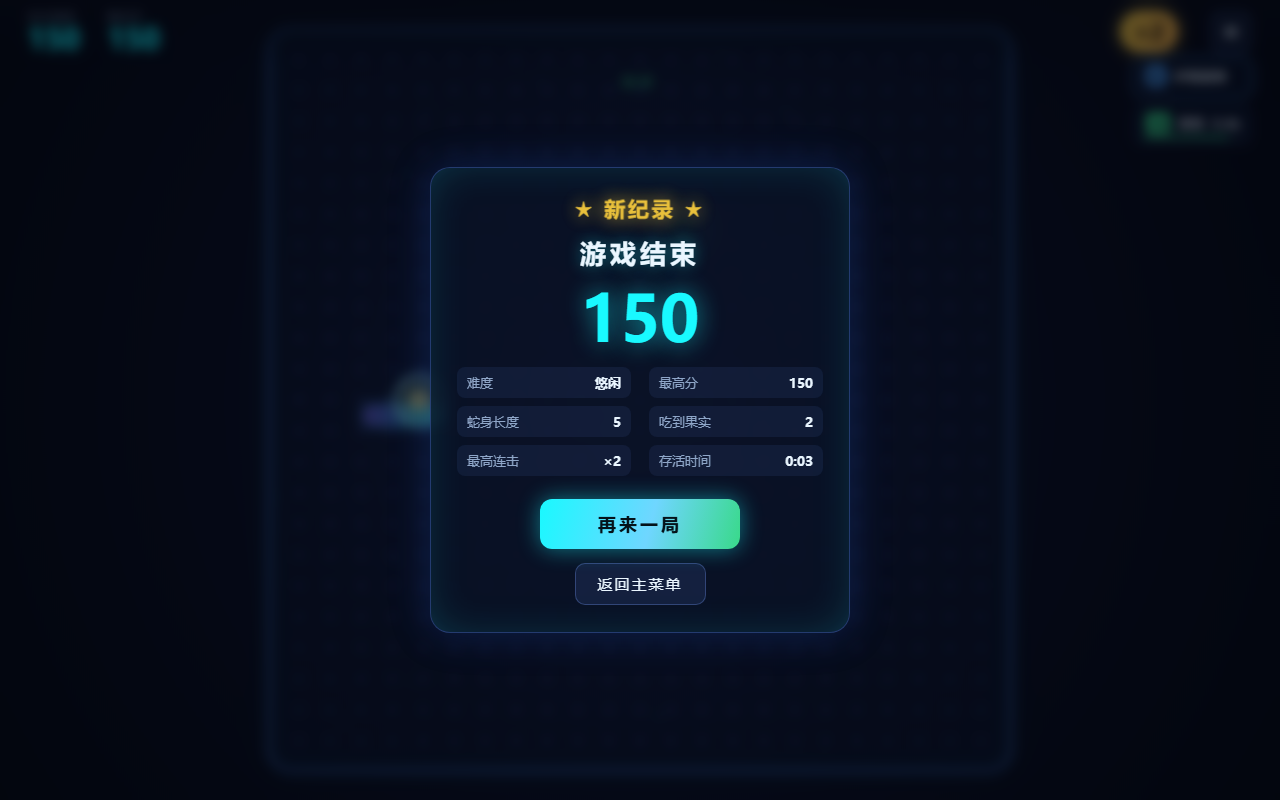 150 150
★ 新纪录 ★
游戏结束
150
难度 悠闲 最高分 150
蛇身长度 5 吃到果实 2
最高连击 ×2 存活时间 0:03
再来一局
返回主菜单